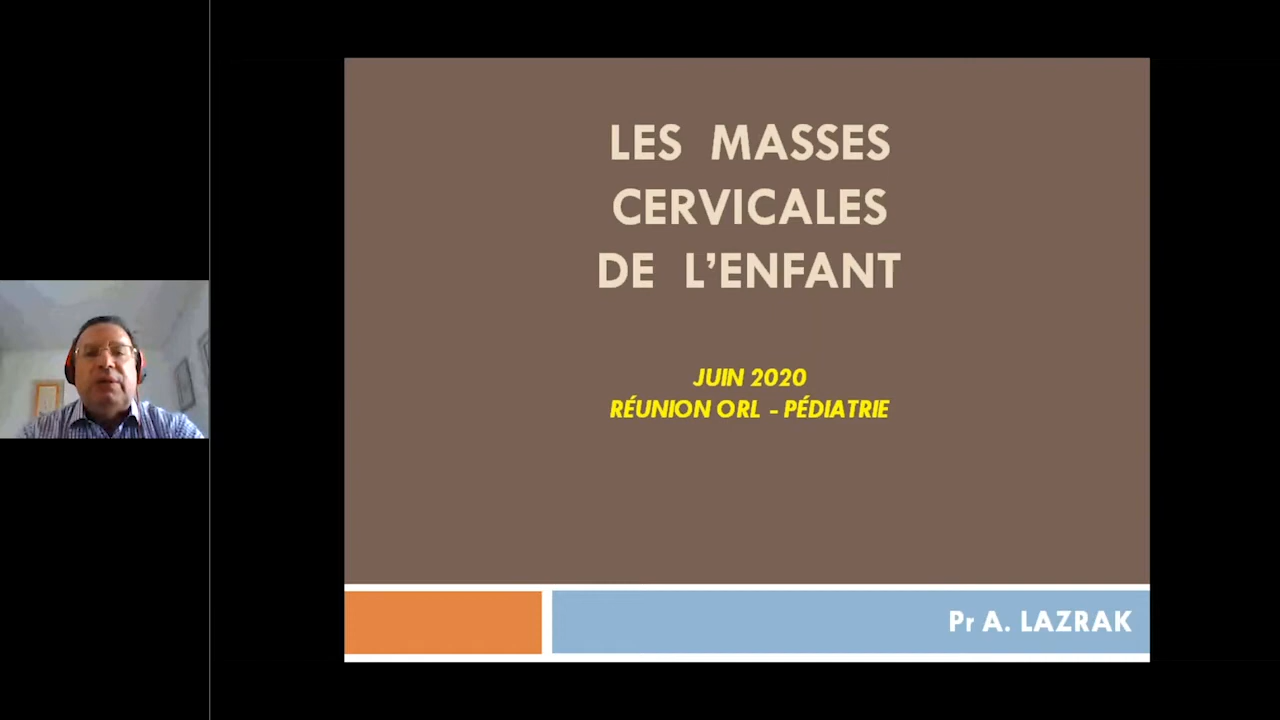 LES MASSES
CERVICALES
DE L’ENFANT
JUIN 2020
RÉUNION ORL - PÉDIATRIE
Pr A. LAZRAK